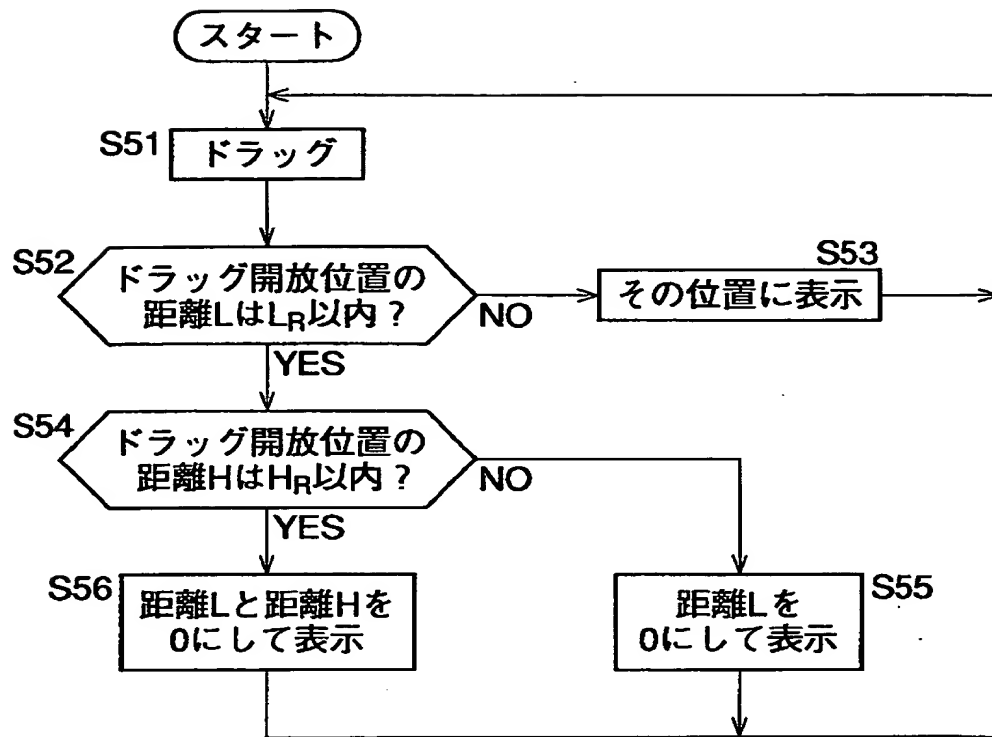 スタート
S51
ドラッグ
S52
ドラッグ開放位置の
距離LはLR以内？
NO
S53
その位置に表示
YES
S54
ドラッグ開放位置の
距離HはHR以内？
NO
YES
S56
距離Lと距離Hを
0にして表示
S55
距離Lを
0にして表示